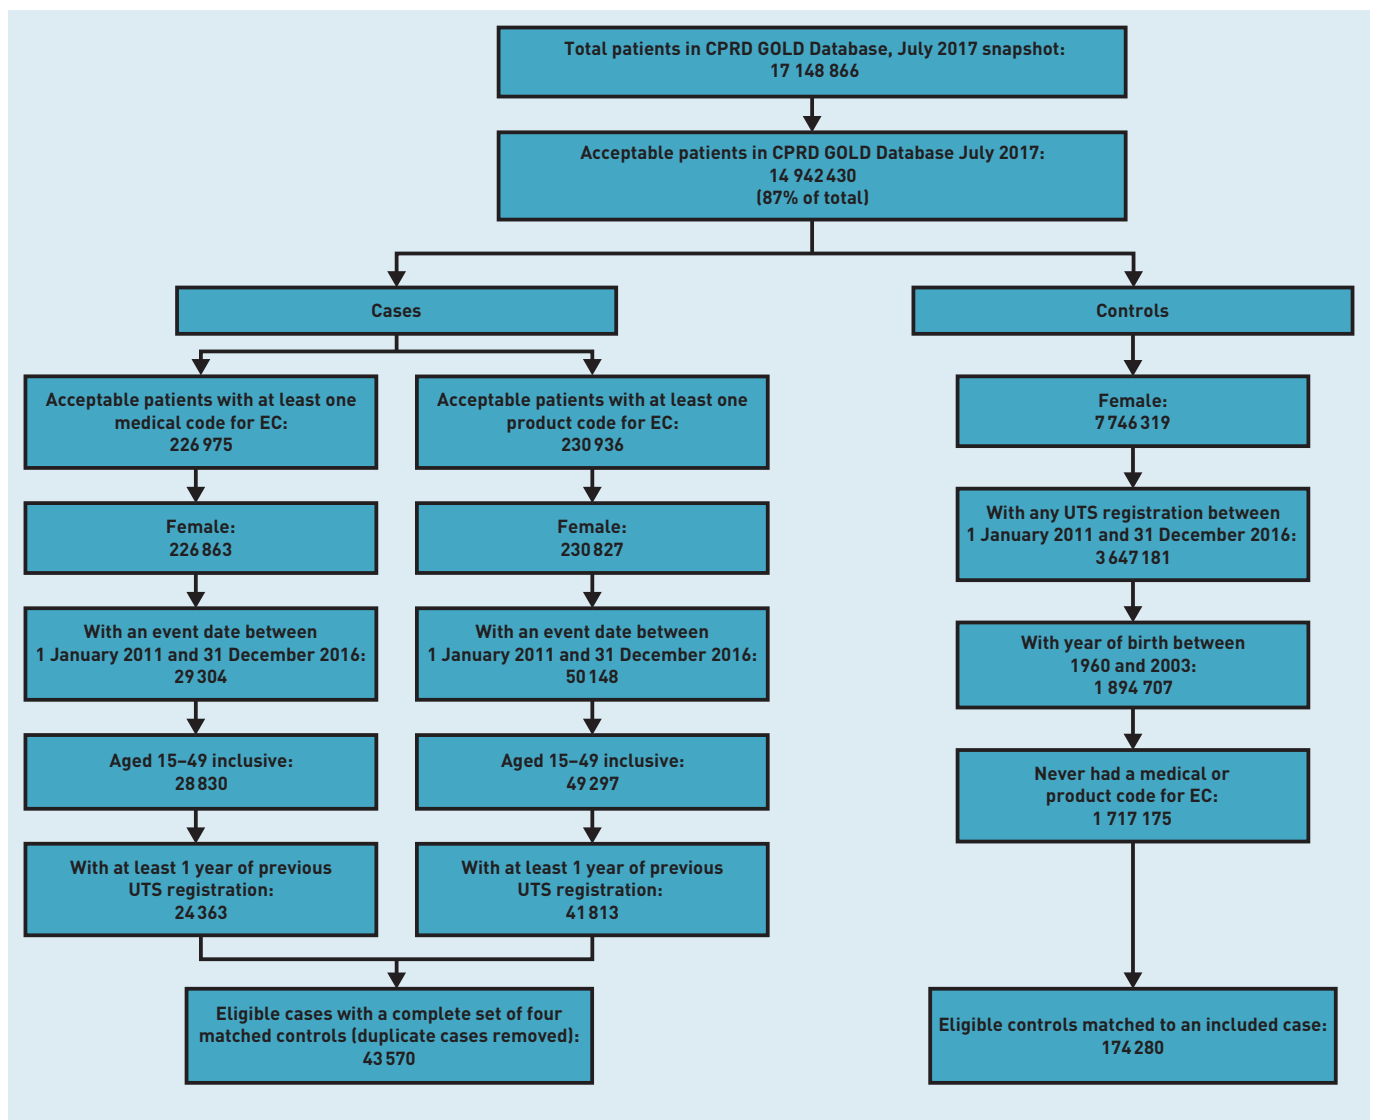 Total patients in CPRD GOLD Database, July 2017 snapshot:
17 148 866
Acceptable patients in CPRD GOLD Database July 2017:
14 942 430
(87% of total)
Cases
Controls
Acceptable patients with at least one
medical code for EC:
226 975
Acceptable patients with at least one
product code for EC:
230 936
Female:
7 746 319
Female:
226 863
Female:
230 827
With any UTS registration between
1 January 2011 and 31 December 2016:
3 647 181
With an event date between
1 January 2011 and 31 December 2016:
29 304
With an event date between
1 January 2011 and 31 December 2016:
50 148
With year of birth between
1960 and 2003:
1 894 707
Aged 15–49 inclusive:
28 830
Aged 15–49 inclusive:
49 297
Never had a medical or
product code for EC:
1 717 175
With at least 1 year of previous
UTS registration:
24 363
With at least 1 year of previous
UTS registration:
41 813
Eligible cases with a complete set of four
matched controls (duplicate cases removed):
43 570
Eligible controls matched to an included case:
174 280